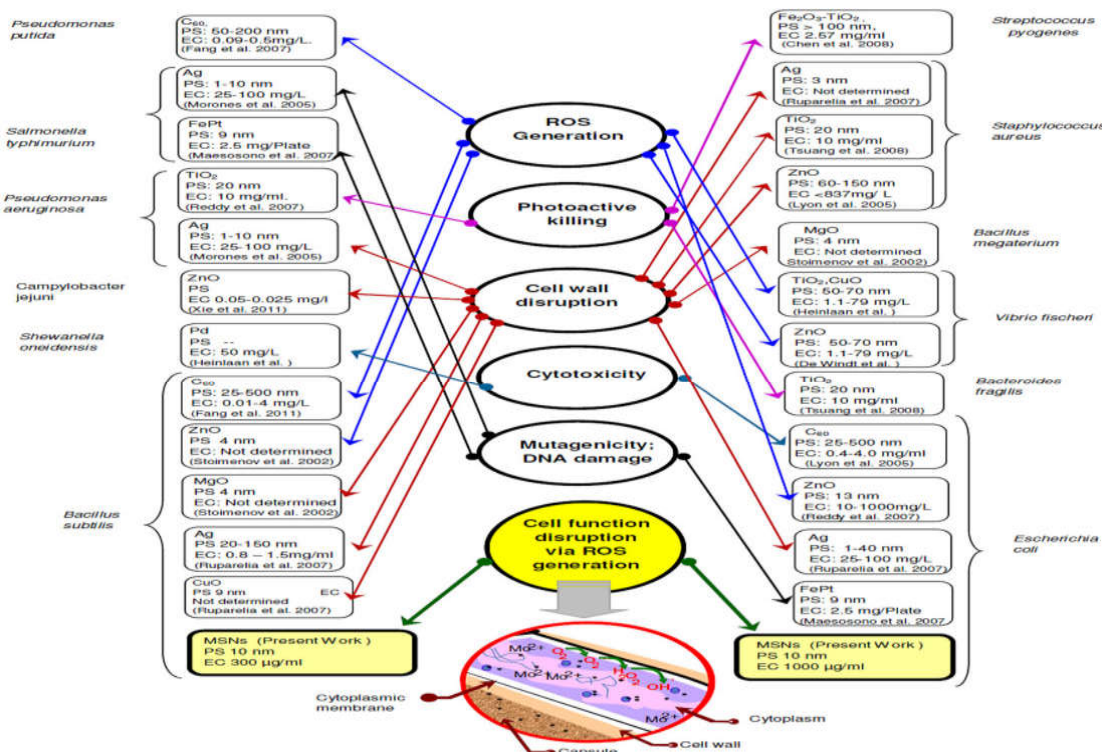 Pseudomonas
putida
C60,
PS: 50-200 nm
EC: 0.09-0.5mg/L.
(Fang et al. 2007)
Salmonella
typhimurium
Ag
PS: 1-10 nm
EC: 25-100 mg/L
(Morones et al. 2005)
FePt
PS: 9 nm
EC: 2.5 mg/Plate
(Maesosono et al. 2007
Pseudomonas
aeruginosa
TiO2
PS: 20 nm
EC: 10 mg/ml.
(Reddy et al. 2007)
Ag
PS: 1-10 nm
EC: 25-100 mg/L
(Morones et al. 2005)
Campylobacter
jejuni
ZnO
PS
EC 0.05-0.025 mg/l
(Xie et al. 2011)
Shewanella
oneidensis
Pd
PS --
EC: 50 mg/L
(Heinlaan et al. )
Bacillus
subtilis
C60
PS: 25-500 nm
EC: 0.01-4 mg/L
(Fang et al. 2011)
ZnO
PS 4 nm
EC: Not determined
(Stoimenov et al. 2002)
MgO
PS 4 nm
EC: Not determined
(Stoimenov et al. 2002)
Ag
PS 20-150 nm
EC: 0.8 – 1.5mg/ml
(Ruparelia et al. 2007)
CuO
PS 9 nm EC
Not determined
(Ruparelia et al. 2007)
MSNs (Present Work )
PS 10 nm
EC 300 µg/ml
ROS
Generation
Photoactive
killing
Cell wall
disruption
Cytotoxicity
Mutagenicity;
DNA damage
Cell function
disruption
via ROS
generation
Fe2O3-TiO2,
PS > 100 nm,
EC 2.57 mg/ml
(Chen et al. 2008)
Streptococcus
pyogenes
Ag
PS: 3 nm
EC: Not determined
(Ruparelia et al. 2007)
TiO2
PS: 20 nm
EC: 10 mg/ml
(Tsuang et al. 2008)
ZnO
PS: 60-150 nm
EC <837mg/ L
(Lyon et al. 2005)
Staphylococcus
aureus
MgO
PS: 4 nm
EC: Not determined
Stoimenov et al. 2002)
Bacillus
megaterium
TiO2,CuO
PS: 50-70 nm
EC: 1.1-79 mg/L
(Heinlaan et al. )
ZnO
PS: 50-70 nm
EC: 1.1-79 mg/L
(De Windt et al. )
Vibrio fischeri
TiO2
PS: 20 nm
EC: 10 mg/ml
(Tsuang et al. 2008)
Bacteroides
fragilis
C60
PS: 25-500 nm
EC: 0.4-4.0 mg/ml
(Lyon et al. 2005)
ZnO
PS: 13 nm
EC: 10-1000mg/L
(Reddy et al. 2007)
Ag
PS: 1-40 nm
EC: 25-100 mg/L
(Ruparelia et al. 2007)
FePt
PS: 9 nm
EC: 2.5 mg/Plate
(Maesosono et al. 2007
Escherichia
coli
MSNs (Present Work )
PS 10 nm
EC 1000 µg/ml
Mo2+
O2
O2
H2O2
OH
Mo2+
Mo2+
Mo2+
Cytoplasmic
membrane
Cytoplasm
Cell wall
Capsule